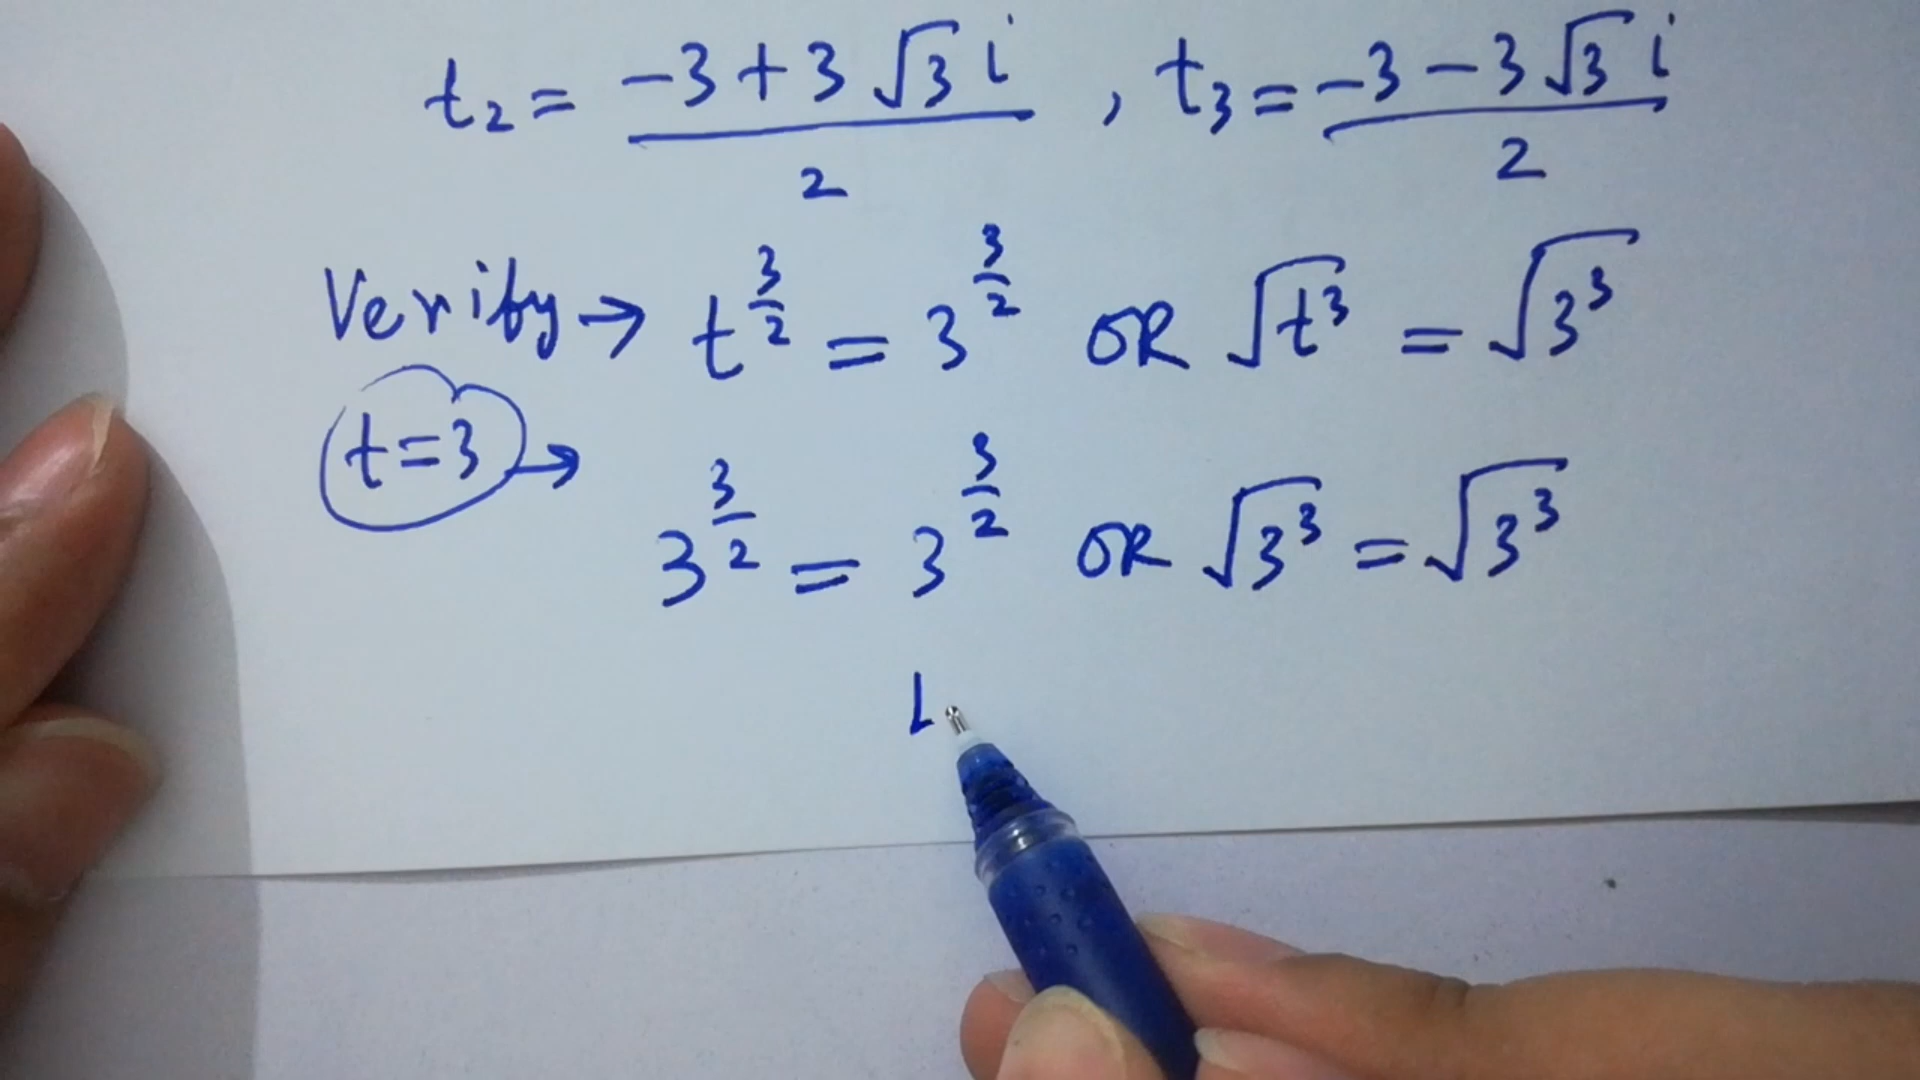 t₂ = (-3 + 3√3 i)/2 , t₃ = (-3 - 3√3 i)/2
Verify → t^(3/2) = 3^(3/2) OR √t³ = √3³
t=3 →
3^(3/2) = 3^(3/2) OR √3³ = √3³
L